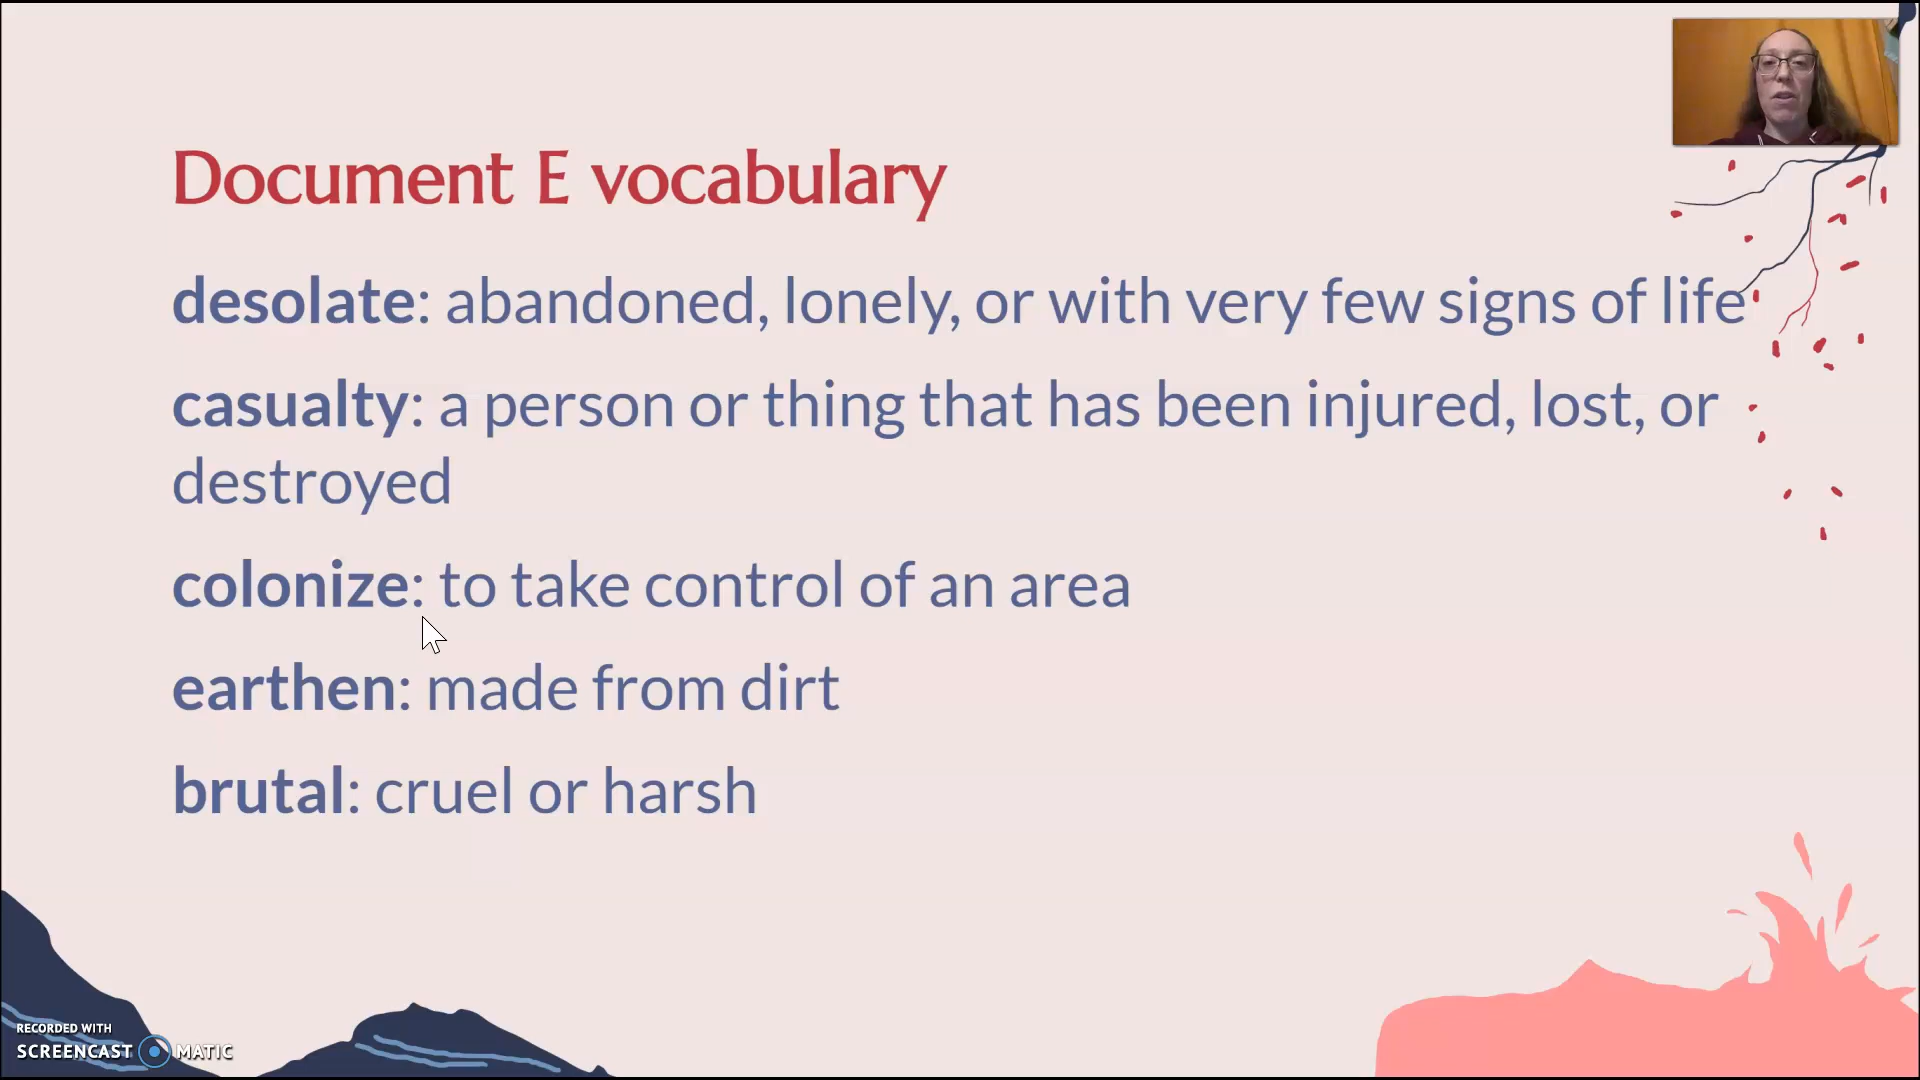 Document E vocabulary
desolate: abandoned, lonely, or with very few signs of life
casualty: a person or thing that has been injured, lost, or
destroyed
colonize: to take control of an area
earthen: made from dirt
brutal: cruel or harsh
RECORDED WITH
SCREENCAST MATIC